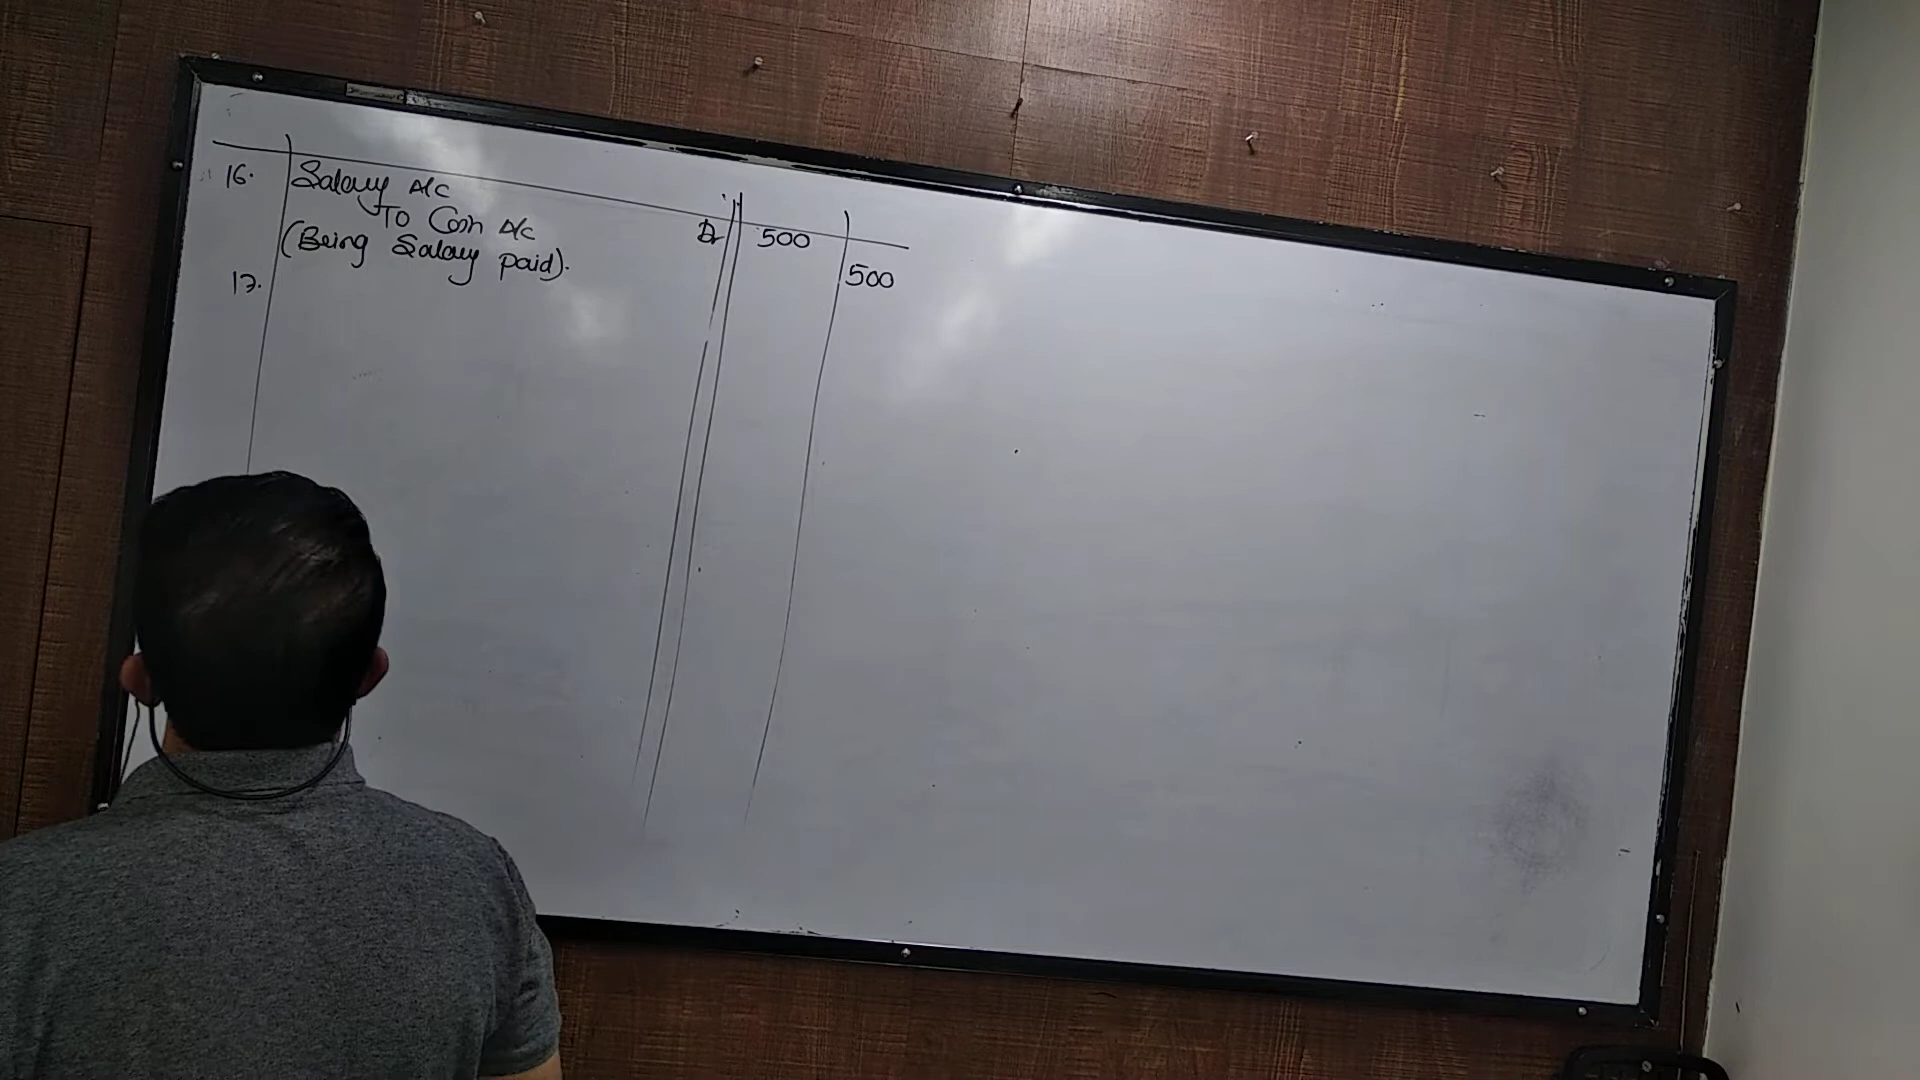 16. Salary A/c Dr 500
To Cash A/c 500
(Being Salary paid).
17.